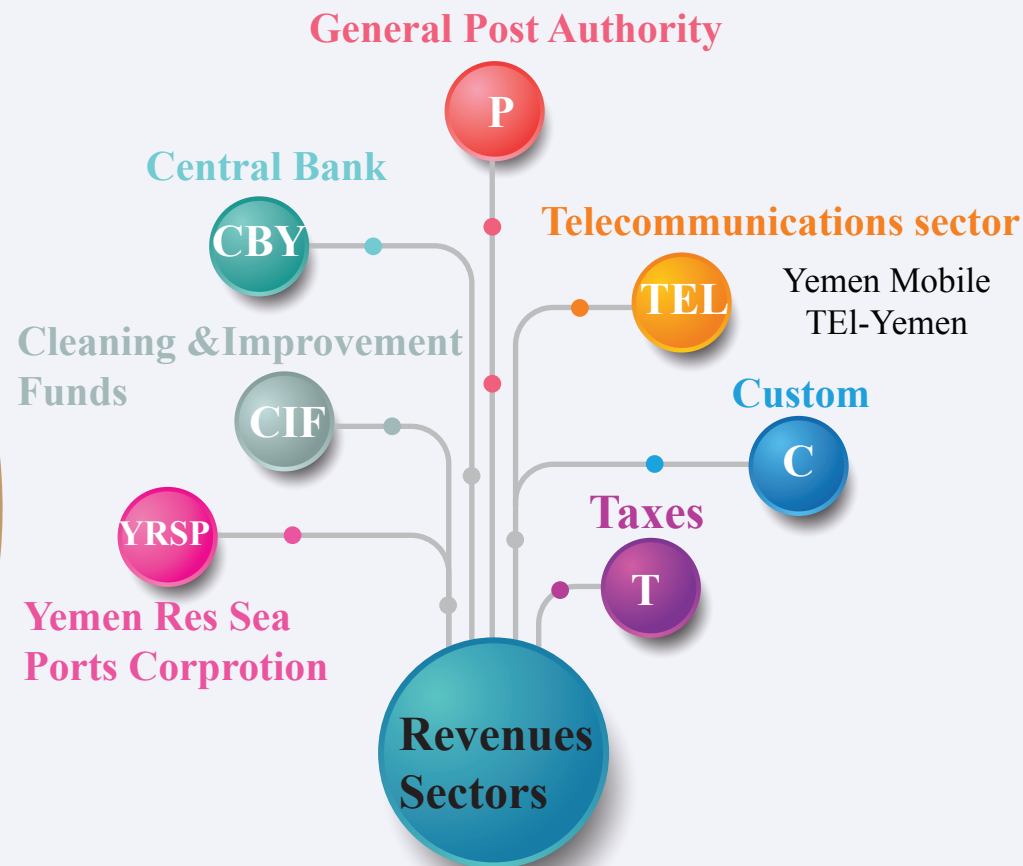 General Post Authority
P
Central Bank
CBY
Telecommunications sector
TEL
Yemen Mobile
TEl-Yemen
Cleaning &Improvement
Funds
CIF
Custom
C
YRSP
Taxes
T
Yemen Res Sea
Ports Corprotion
Revenues
Sectors